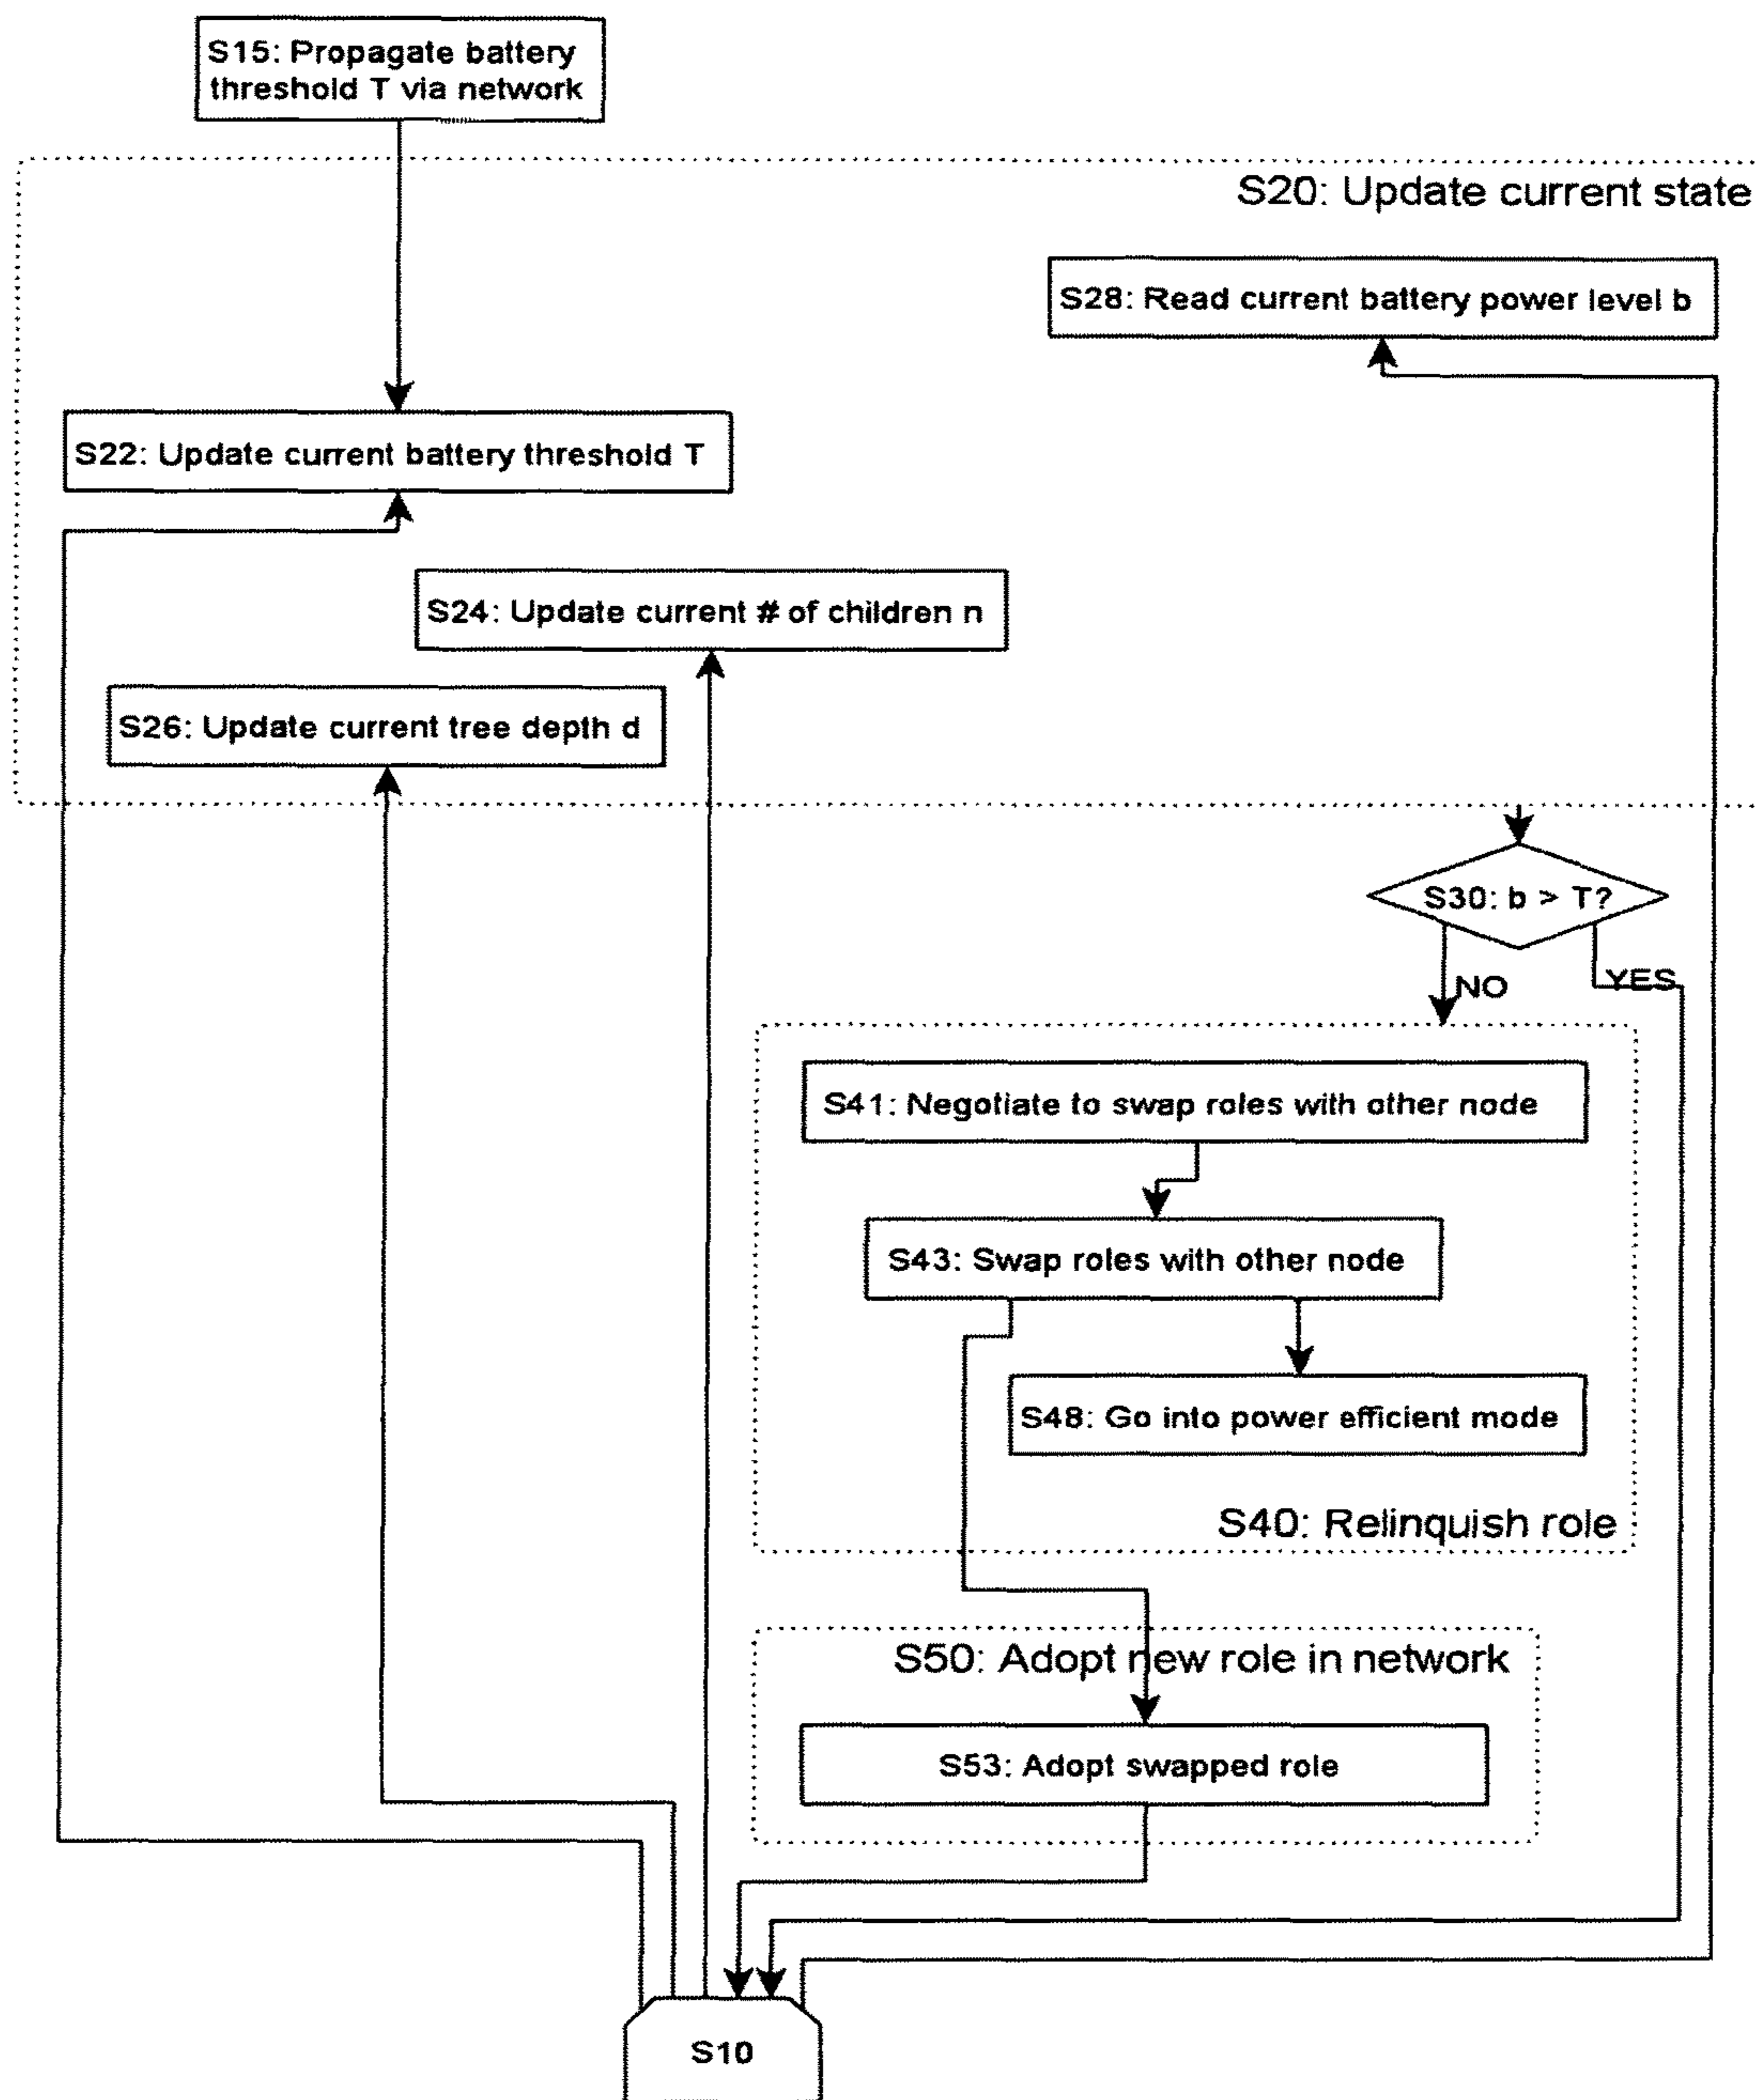 S15: Propagate battery
threshold T via network
S20: Update current state
S28: Read current battery power level b
S22: Update current battery threshold T
S24: Update current # of children n
S26: Update current tree depth d
S30: b > T?
NO
YES
S41: Negotiate to swap roles with other node
S43: Swap roles with other node
S48: Go into power efficient mode
S40: Relinquish role
S50: Adopt new role in network
S53: Adopt swapped role
S10